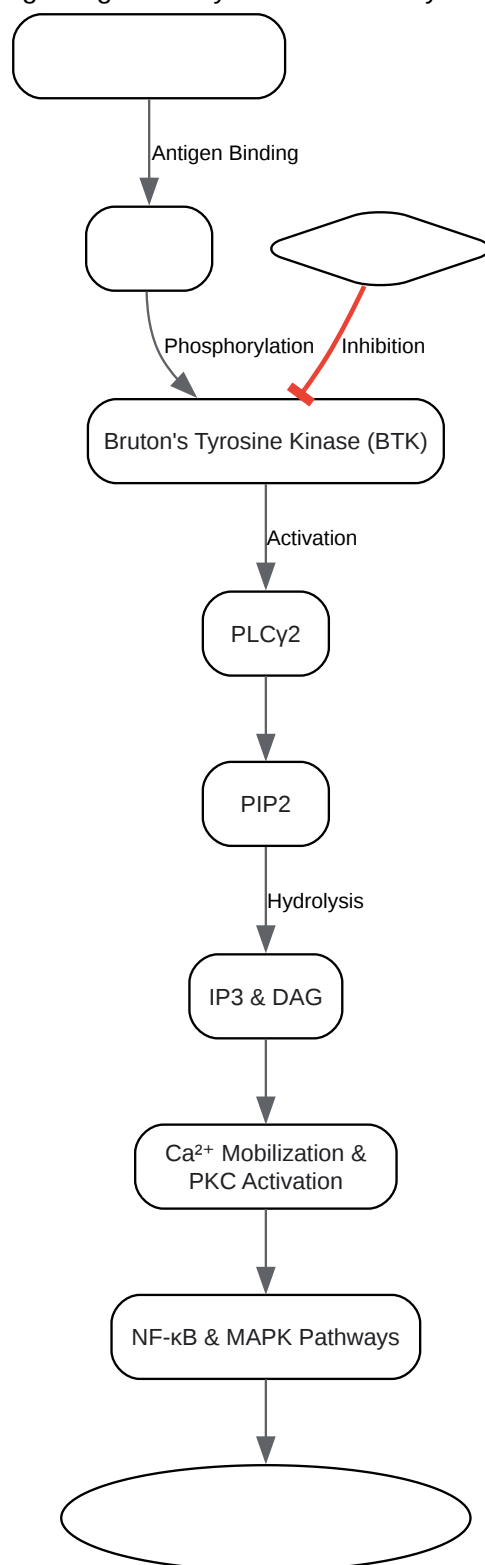 Antigen Binding
Phosphorylation
Inhibition
Bruton's Tyrosine Kinase (BTK)
Activation
PLCγ2
PIP2
Hydrolysis
IP3 & DAG
Ca²⁺ Mobilization &
PKC Activation
NF-κB & MAPK Pathways